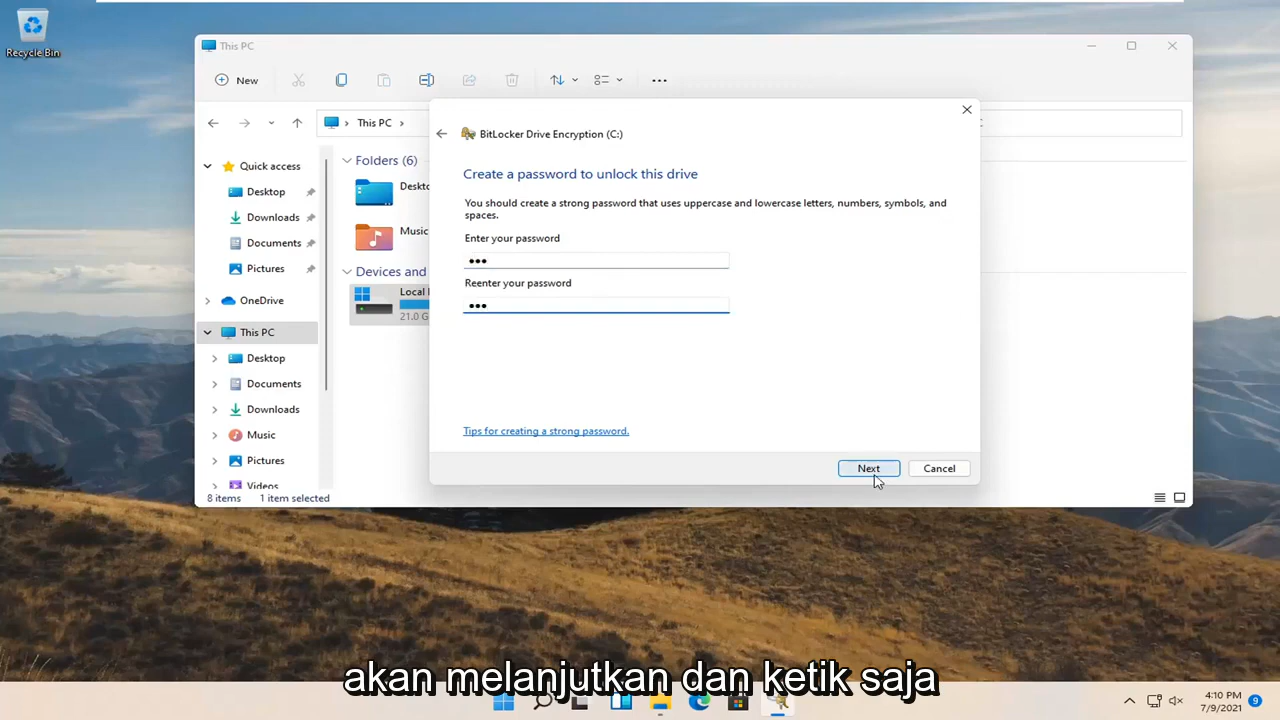 Recycle Bin
This PC
New
This PC
Quick access
Desktop
Downloads
Documents
Pictures
OneDrive
This PC
Desktop
Documents
Downloads
Music
Pictures
Videos
8 items 1 item selected
Folders (6)
Deskto
Music
Devices and
Local
21.0 G
BitLocker Drive Encryption (C:)
Create a password to unlock this drive
You should create a strong password that uses uppercase and lowercase letters, numbers, symbols, and
spaces.
Enter your password
●●●
Reenter your password
●●●
Tips for creating a strong password.
Next Cancel
akan melanjutkan dan ketik saja
4:10 PM
7/9/2021
9